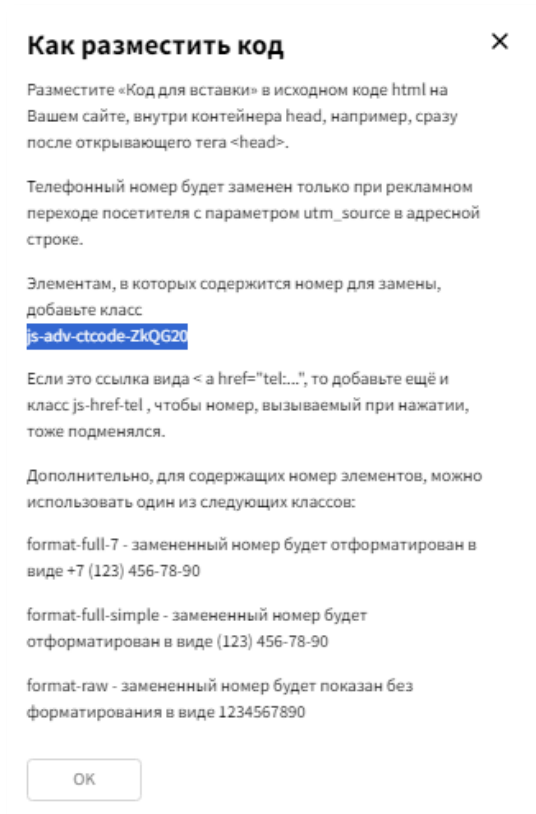 Как разместить код
Разместите «Код для вставки» в исходном коде html на
Вашем сайте, внутри контейнера head, например, сразу
после открывающего тега <head>.
Телефонный номер будет заменен только при рекламном
переходе посетителя с параметром utm_source в адресной
строке.
Элементам, в которых содержится номер для замены,
добавьте класс
js-adv-ctcode-ZkQG20
Если это ссылка вида < a href="tel:...", то добавьте ещё и
класс js-href-tel , чтобы номер, вызываемый при нажатии,
тоже подменялся.
Дополнительно, для содержащих номер элементов, можно
использовать один из следующих классов:
format-full-7 - замененный номер будет отформатирован в
виде +7 (123) 456-78-90
format-full-simple - замененный номер будет
отформатирован в виде (123) 456-78-90
format-raw - замененный номер будет показан без
форматирования в виде 1234567890
OK